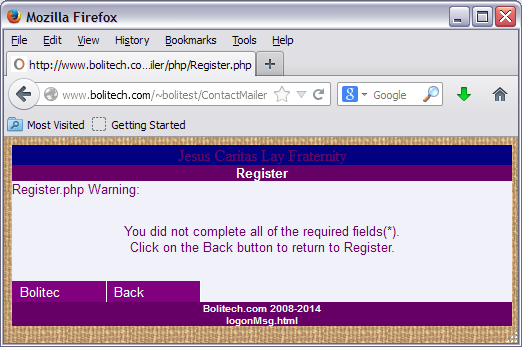 Mozilla Firefox
File Edit View History Bookmarks Tools Help
http://www.bolitech.co...iler/php/Register.php
www.bolitech.com/~bolitest/ContactMailer
Google
Most Visited Getting Started
Jesus Caritas Lay Fraternity
Register
Register.php Warning:
You did not complete all of the required fields(*).
Click on the Back button to return to Register.
Bolitec Back
Bolitech.com 2008-2014
logonMsg.html